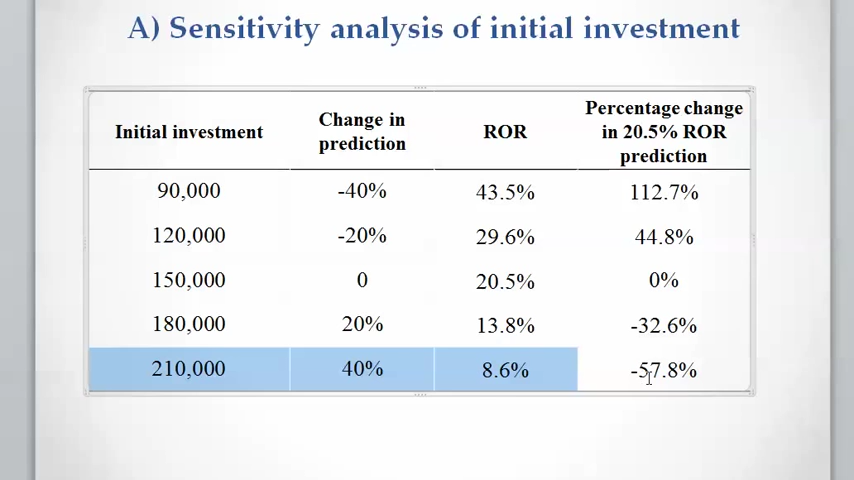 A) Sensitivity analysis of initial investment
Initial investment Change in prediction ROR Percentage change in 20.5% ROR prediction
90,000 -40% 43.5% 112.7%
120,000 -20% 29.6% 44.8%
150,000 0 20.5% 0%
180,000 20% 13.8% -32.6%
210,000 40% 8.6% -57.8%